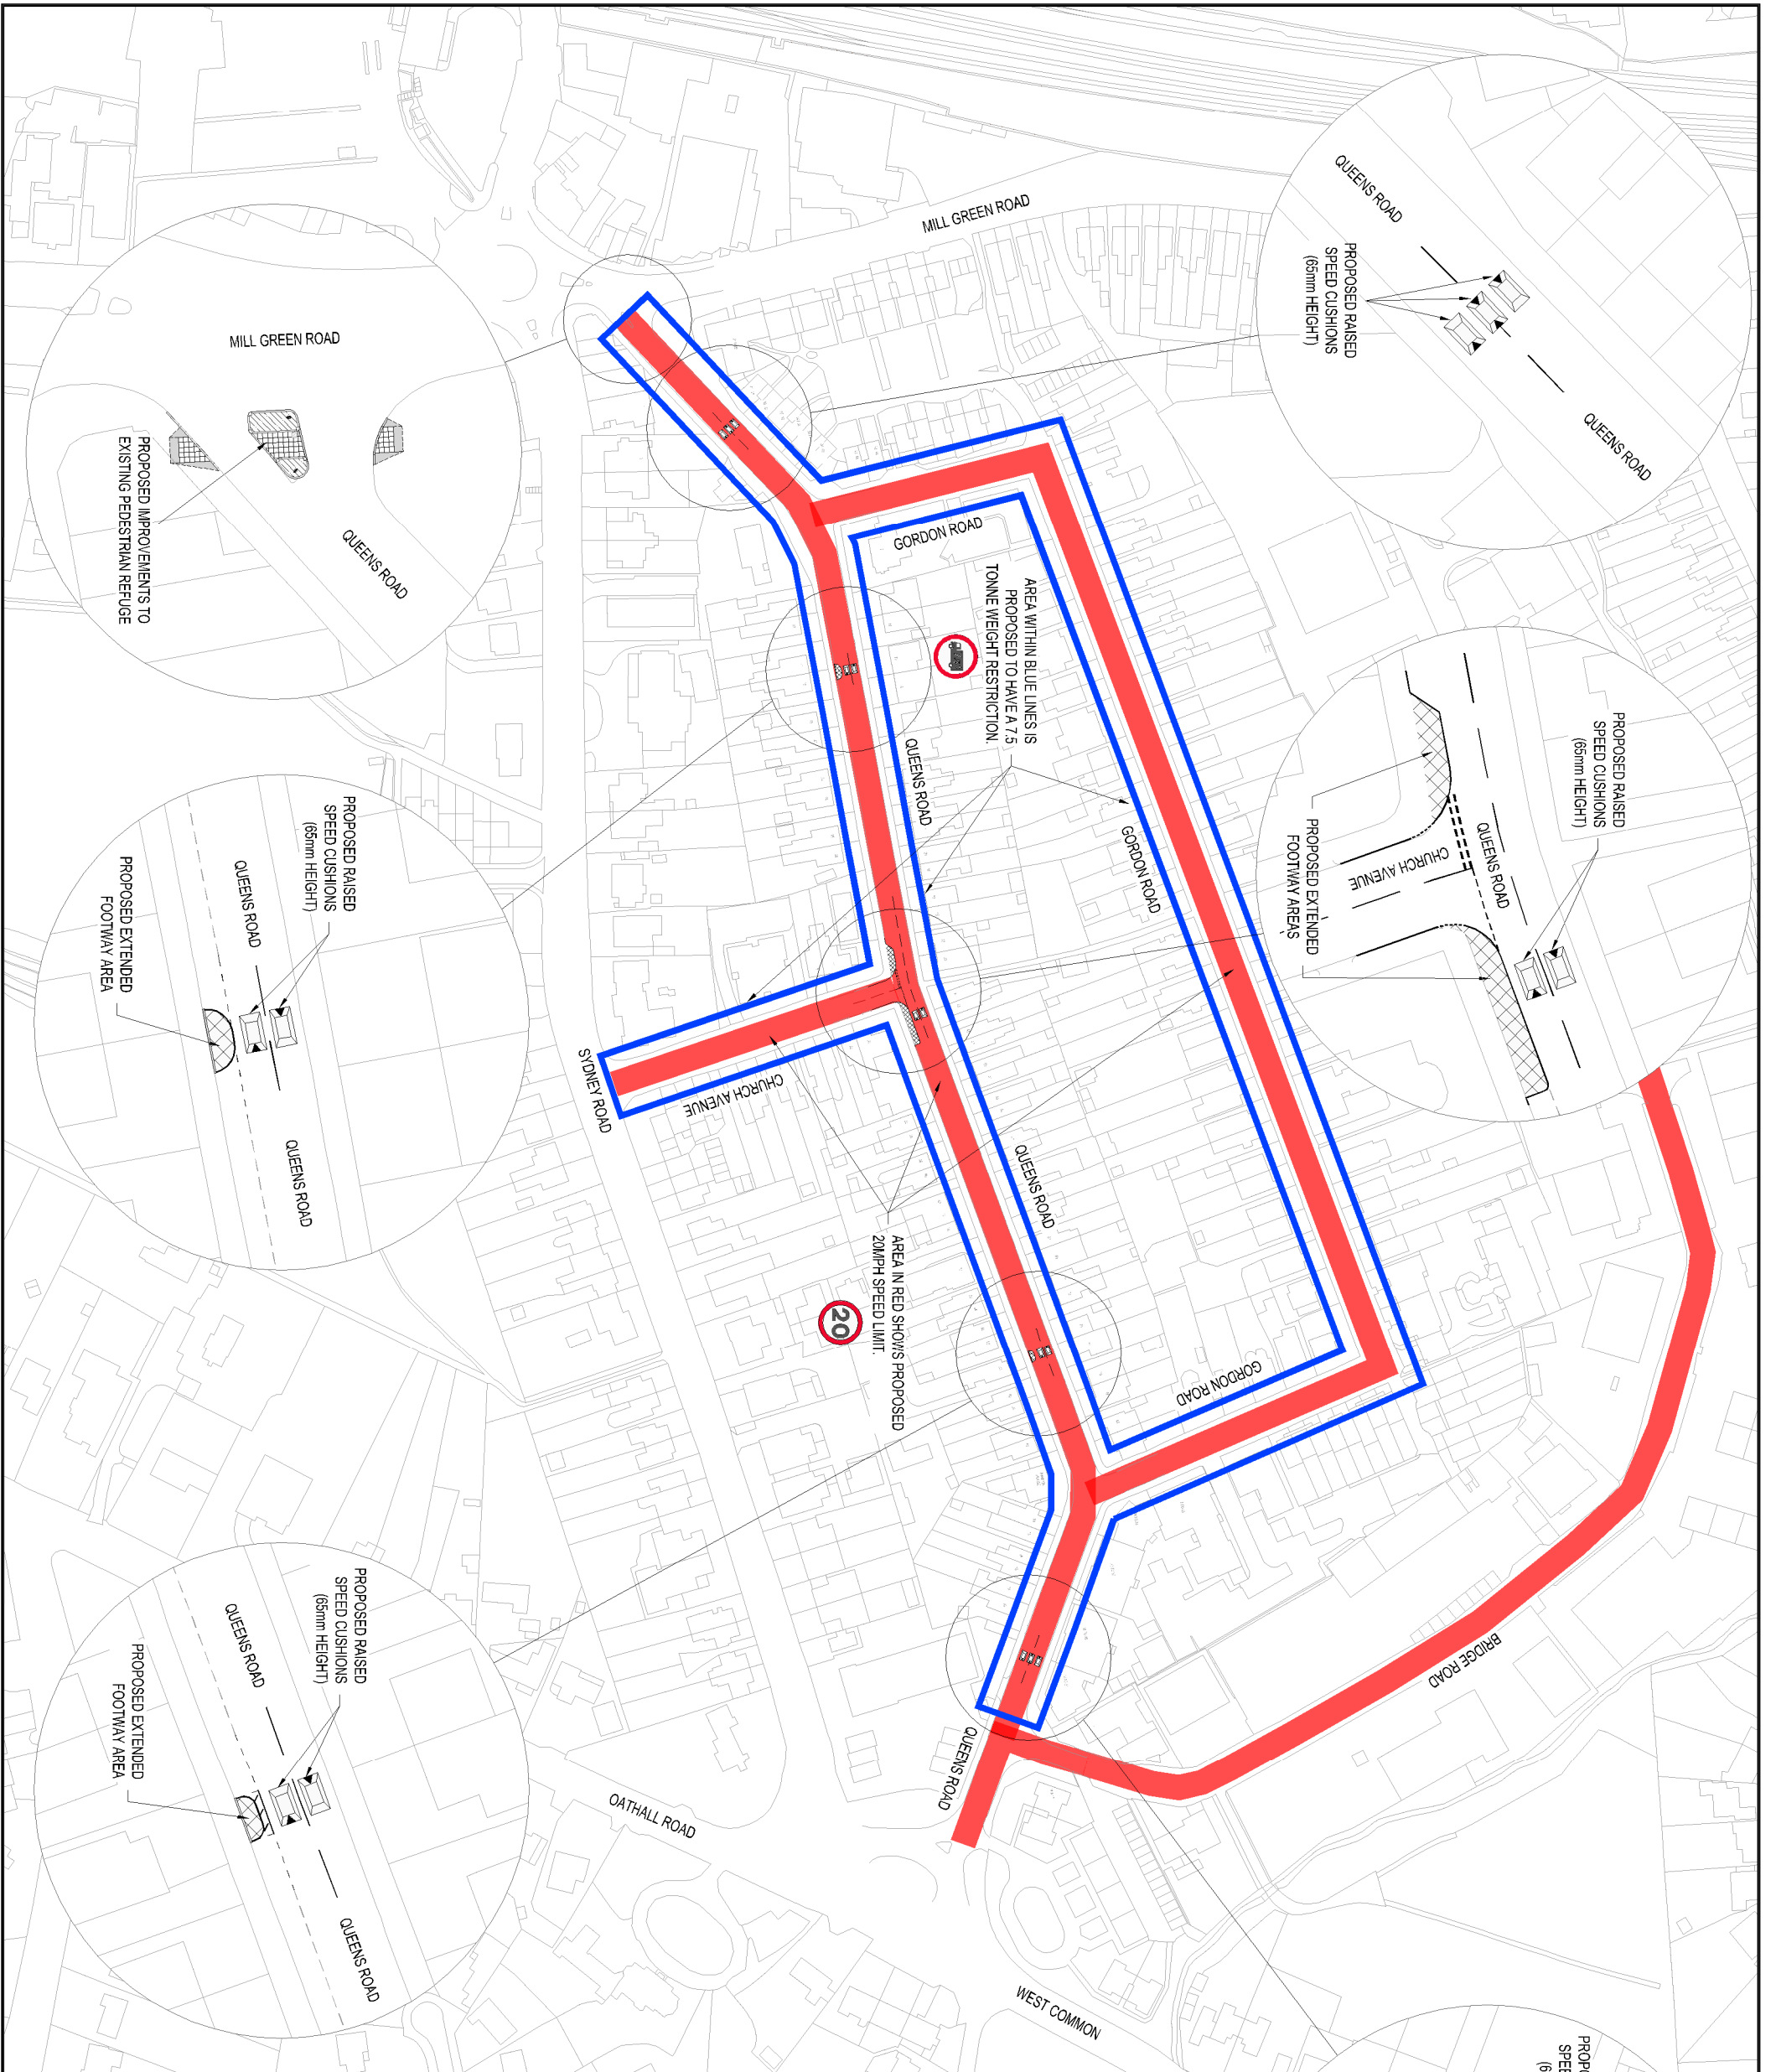 QUEENS ROAD
PROPOSED RAISED
SPEED CUSHIONS
(65mm HEIGHT)
QUEENS ROAD
MILL GREEN ROAD
MILL GREEN ROAD
QUEENS ROAD
PROPOSED IMPROVEMENTS TO
EXISTING PEDESTRIAN REFUGE
GORDON ROAD
AREA WITHIN BLUE LINES IS
PROPOSED TO HAVE A 7.5
TONNE WEIGHT RESTRICTION.
QUEENS ROAD
GORDON ROAD
PROPOSED RAISED
SPEED CUSHIONS
(65mm HEIGHT)
QUEENS ROAD
CHURCH AVENUE
PROPOSED EXTENDED
FOOTWAY AREAS
PROPOSED RAISED
SPEED CUSHIONS
(65mm HEIGHT)
QUEENS ROAD
PROPOSED EXTENDED
FOOTWAY AREA
QUEENS ROAD
SYDNEY ROAD
CHURCH AVENUE
QUEENS ROAD
AREA IN RED SHOWS PROPOSED
20MPH SPEED LIMIT.
20
GORDON ROAD
BRIDGE ROAD
PROPOSED RAISED
SPEED CUSHIONS
(65mm HEIGHT)
QUEENS ROAD
PROPOSED EXTENDED
FOOTWAY AREA
QUEENS ROAD
QUEENS ROAD
OATHALL ROAD
WEST COMMON